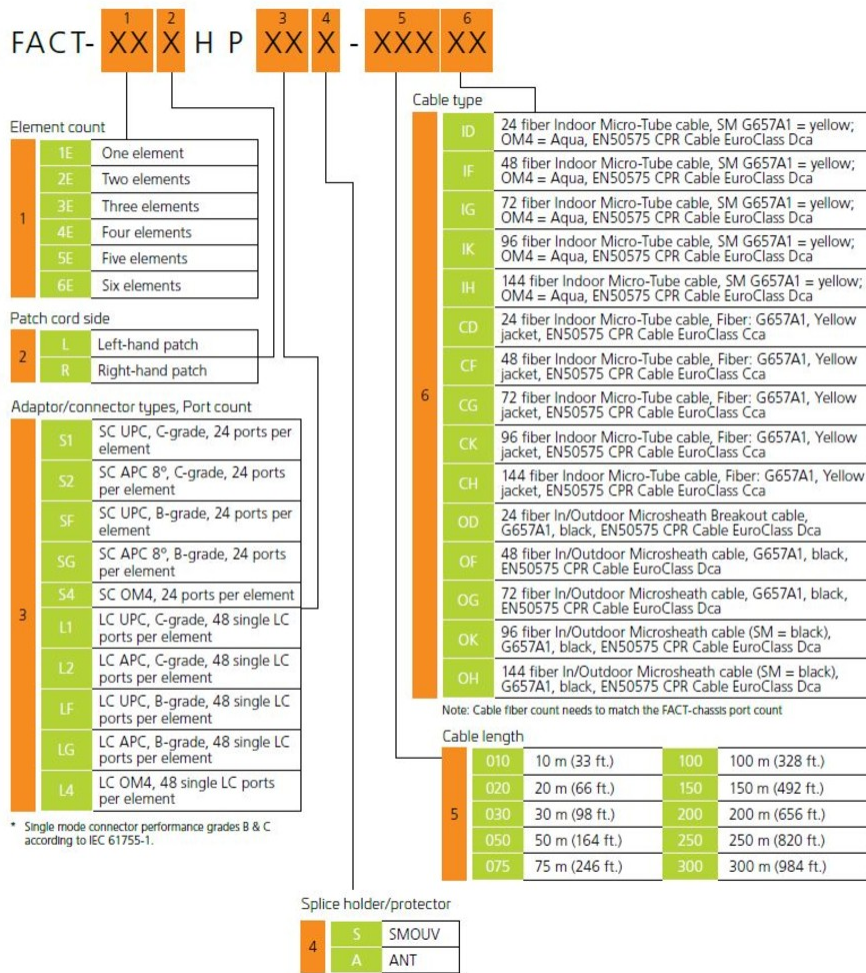 1 2 3 4 5 6
FACT- XX X H P XX X - XXX XX
Element count
1
1E One element
2E Two elements
3E Three elements
4E Four elements
5E Five elements
6E Six elements
Patch cord side
2
L Left-hand patch
R Right-hand patch
Adaptor/connector types, Port count
3
S1 SC UPC, C-grade, 24 ports per
element
S2 SC APC 8º, C-grade, 24 ports
per element
SF SC UPC, B-grade, 24 ports per
element
SG SC APC 8º, B-grade, 24 ports
per element
S4 SC OM4, 24 ports per element
L1 LC UPC, C-grade, 48 single LC
ports per element
L2 LC APC, C-grade, 48 single LC
ports per element
LF LC UPC, B-grade, 48 single LC
ports per element
LG LC APC, B-grade, 48 single LC
ports per element
L4 LC OM4, 48 single LC ports
per element
* Single mode connector performance grades B & C
according to IEC 61755-1.
Cable type
6
ID 24 fiber Indoor Micro-Tube cable, SM G657A1 = yellow;
OM4 = Aqua, EN50575 CPR Cable EuroClass Dca
IF 48 fiber Indoor Micro-Tube cable, SM G657A1 = yellow;
OM4 = Aqua, EN50575 CPR Cable EuroClass Dca
IG 72 fiber Indoor Micro-Tube cable, SM G657A1 = yellow;
OM4 = Aqua, EN50575 CPR Cable EuroClass Dca
IK 96 fiber Indoor Micro-Tube cable, SM G657A1 = yellow;
OM4 = Aqua, EN50575 CPR Cable EuroClass Dca
IH 144 fiber Indoor Micro-Tube cable, SM G657A1 = yellow;
OM4 = Aqua, EN50575 CPR Cable EuroClass Dca
CD 24 fiber Indoor Micro-Tube cable, Fiber: G657A1, Yellow
jacket, EN50575 CPR Cable EuroClass Cca
CF 48 fiber Indoor Micro-Tube cable, Fiber: G657A1, Yellow
jacket, EN50575 CPR Cable EuroClass Cca
CG 72 fiber Indoor Micro-Tube cable, Fiber: G657A1, Yellow
jacket, EN50575 CPR Cable EuroClass Cca
CK 96 fiber Indoor Micro-Tube cable, Fiber: G657A1, Yellow
jacket, EN50575 CPR Cable EuroClass Cca
CH 144 fiber Indoor Micro-Tube cable, Fiber: G657A1, Yellow
jacket, EN50575 CPR Cable EuroClass Cca
OD 24 fiber In/Outdoor Microsheath Breakout cable,
G657A1, black, EN50575 CPR Cable EuroClass Dca
OF 48 fiber In/Outdoor Microsheath cable, G657A1, black,
EN50575 CPR Cable EuroClass Dca
OG 72 fiber In/Outdoor Microsheath cable, G657A1, black,
EN50575 CPR Cable EuroClass Dca
OK 96 fiber In/Outdoor Microsheath cable (SM = black),
G657A1, black, EN50575 CPR Cable EuroClass Dca
OH 144 fiber In/Outdoor Microsheath cable (SM = black),
G657A1, black, EN50575 CPR Cable EuroClass Dca
Note: Cable fiber count needs to match the FACT-chassis port count
Cable length
5
010 10 m (33 ft.) 100 100 m (328 ft.)
020 20 m (66 ft.) 150 150 m (492 ft.)
030 30 m (98 ft.) 200 200 m (656 ft.)
050 50 m (164 ft.) 250 250 m (820 ft.)
075 75 m (246 ft.) 300 300 m (984 ft.)
Splice holder/protector
4
S SMOUV
A ANT